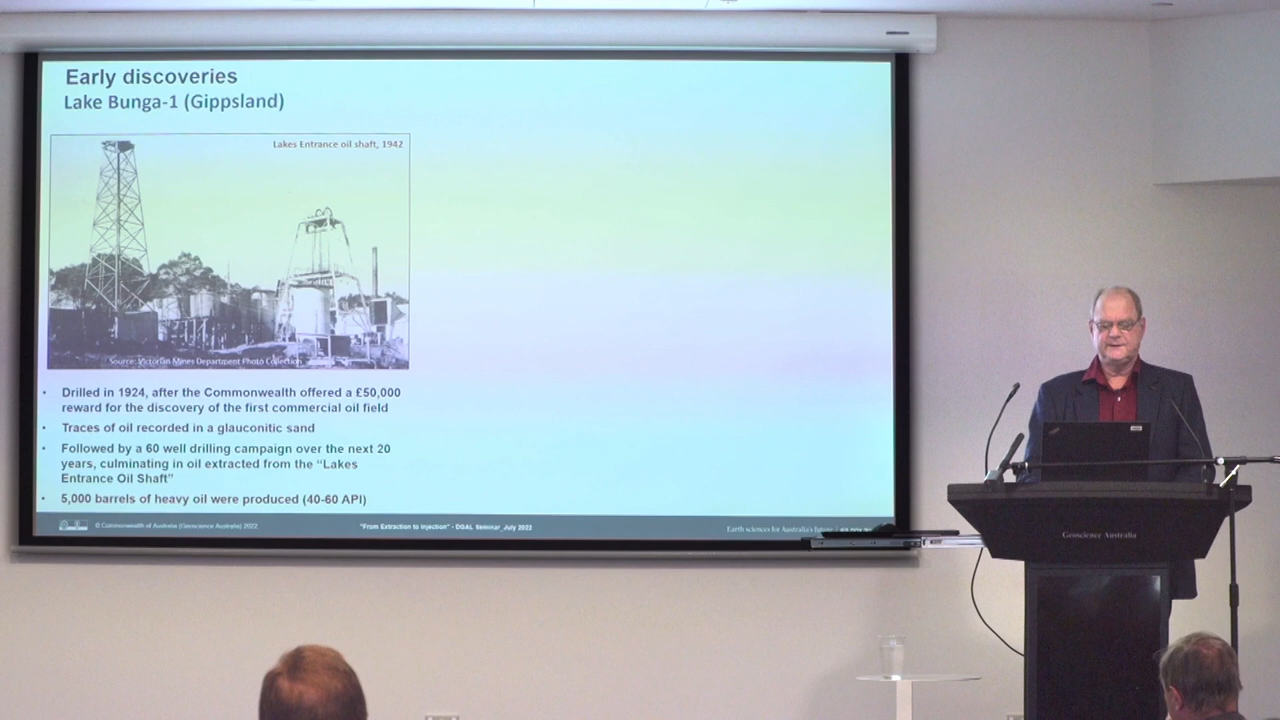 Early discoveries
Lake Bunga-1 (Gippsland)
Lakes Entrance oil shaft, 1942
Source: Victorian Mines Department Photo Collection
• Drilled in 1924, after the Commonwealth offered a £50,000
reward for the discovery of the first commercial oil field
• Traces of oil recorded in a glauconitic sand
• Followed by a 60 well drilling campaign over the next 20
years, culminating in oil extracted from the “Lakes
Entrance Oil Shaft”
• 5,000 barrels of heavy oil were produced (40-60 API)
© Commonwealth of Australia (Geoscience Australia) 2022
"From Extraction to Injection" - DGAL Seminar, July 2022
Earth sciences for Australia's future
Geoscience Australia